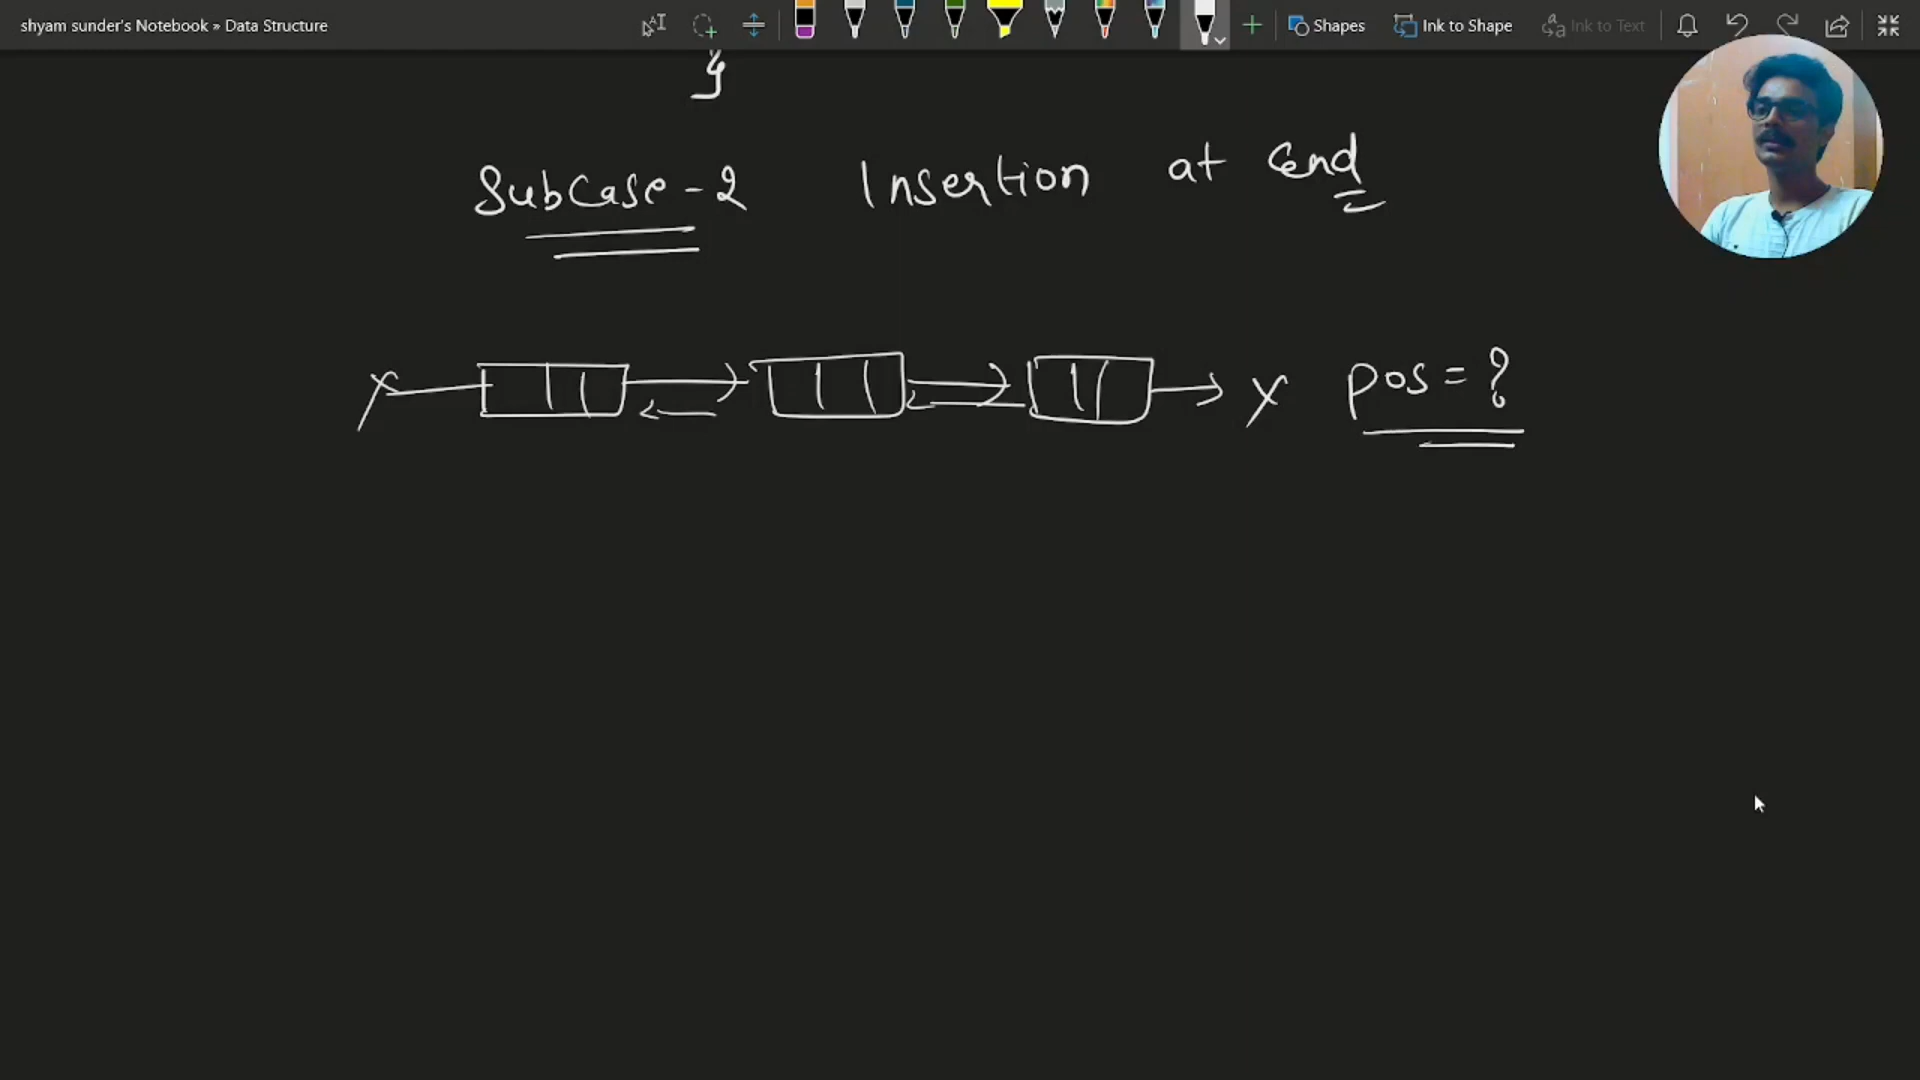 shyam sunder's Notebook » Data Structure
Shapes
Ink to Shape
Ink to Text
Subcase-2 Insertion at end
X X pos = ?